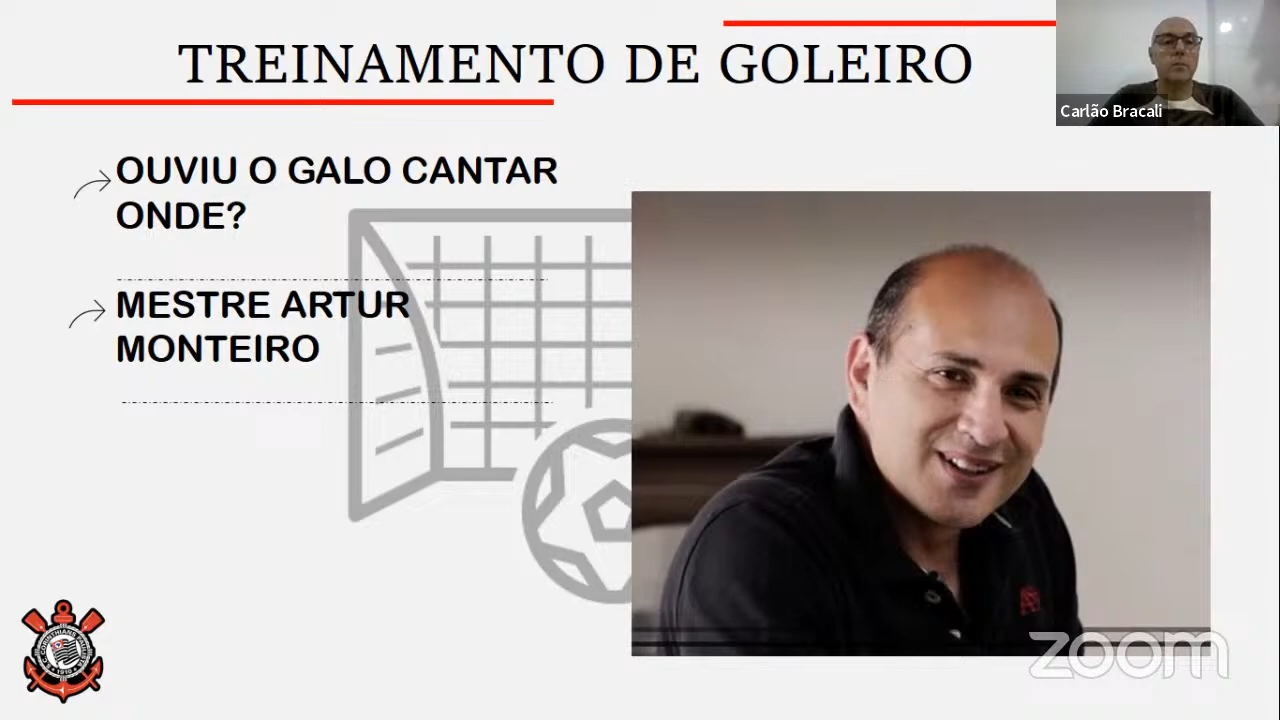 TREINAMENTO DE GOLEIRO
Carlão Bracali
OUVIU O GALO CANTAR
ONDE?
MESTRE ARTUR
MONTEIRO
zoom